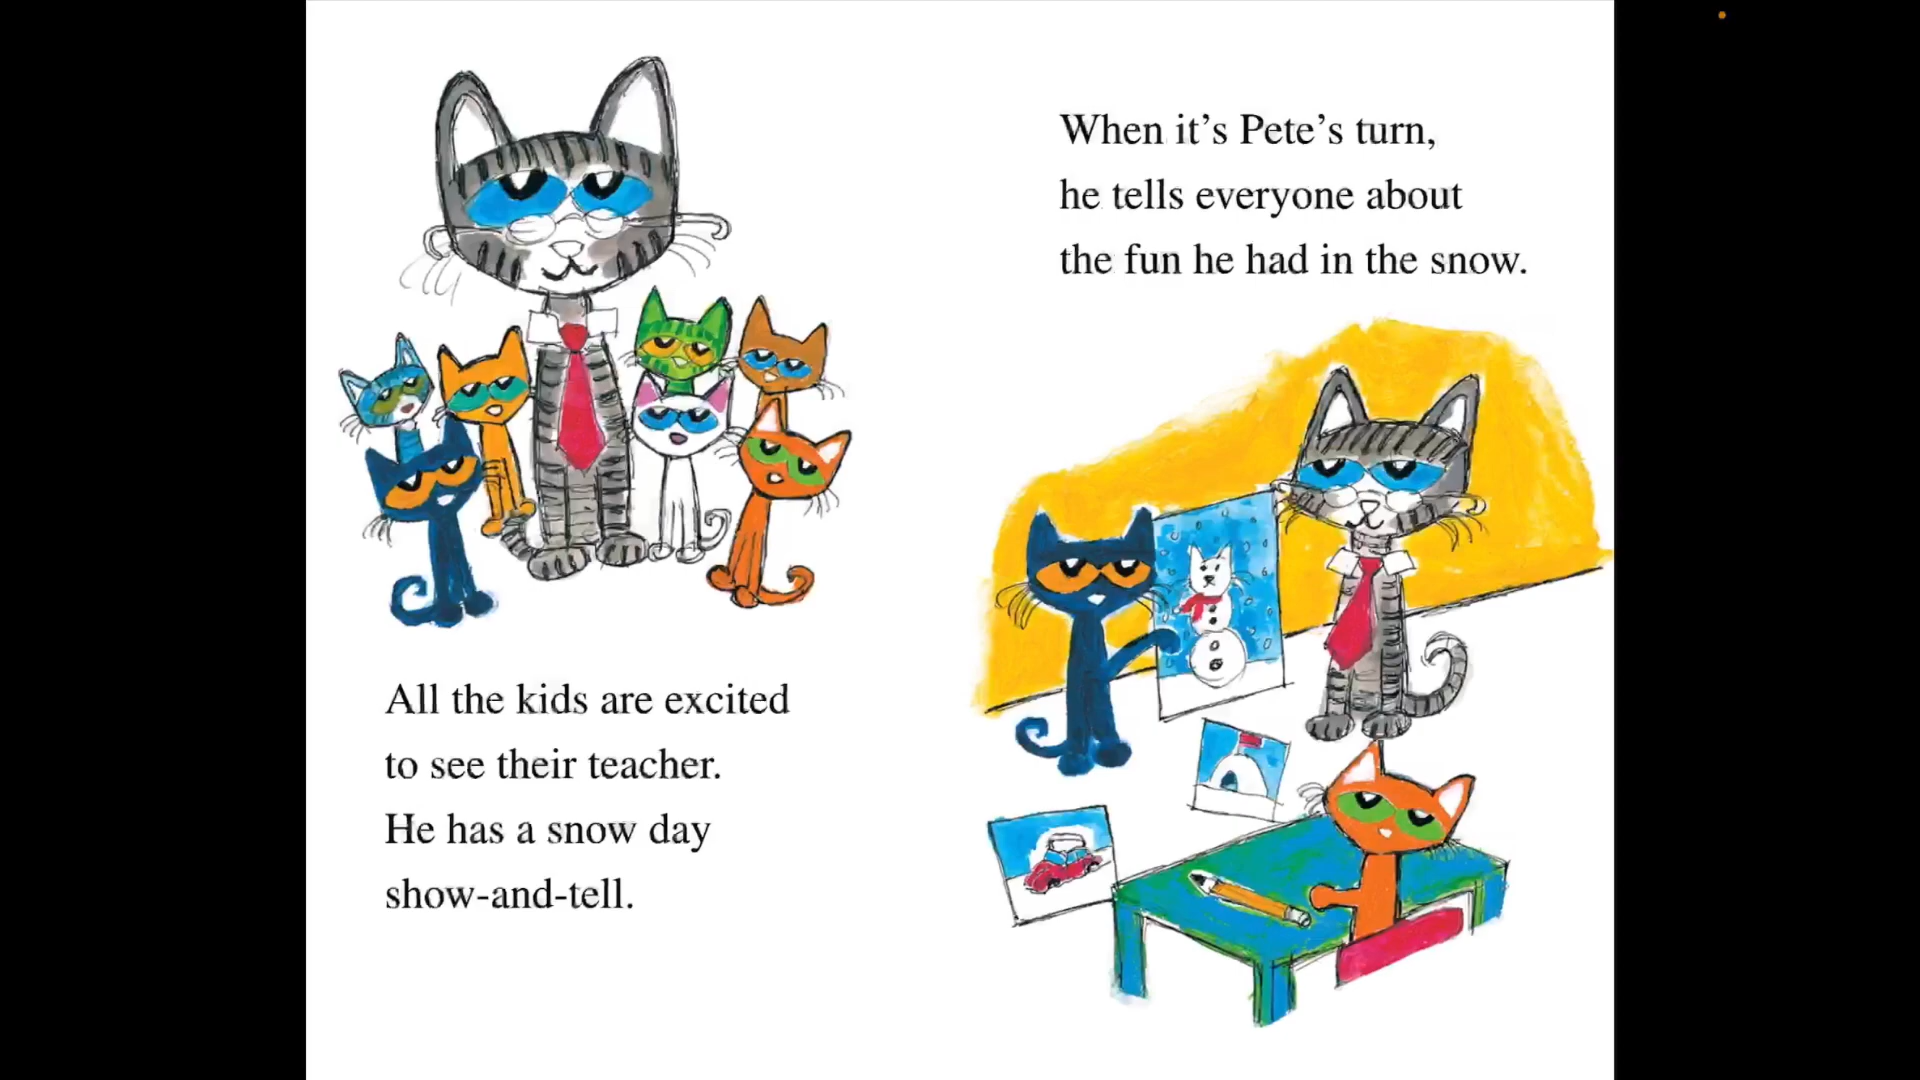 All the kids are excited
to see their teacher.
He has a snow day
show-and-tell.
When it's Pete's turn,
he tells everyone about
the fun he had in the snow.